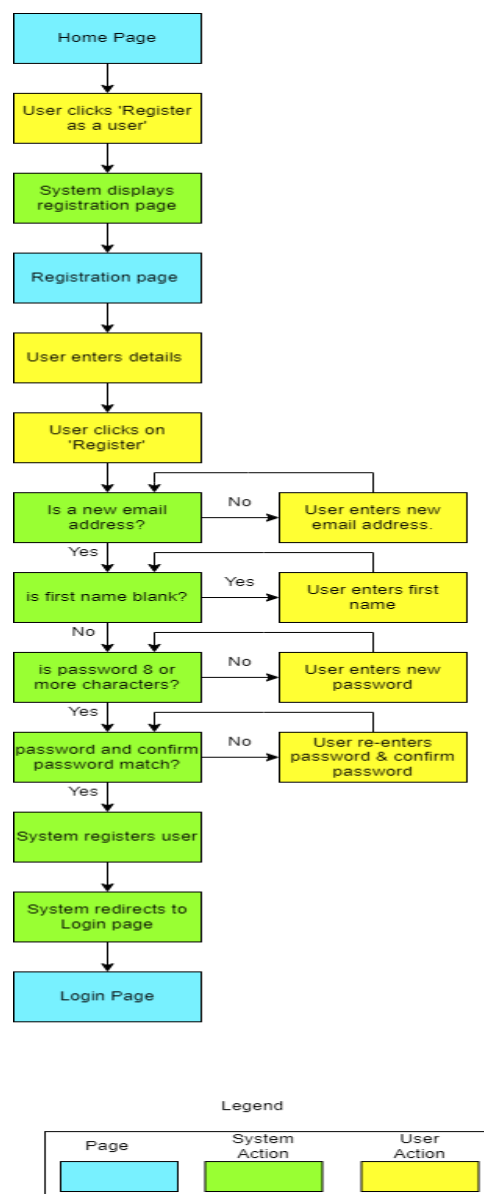 Home Page
User clicks 'Register
as a user'
System displays
registration page
Registration page
User enters details
User clicks on
'Register'
Is a new email
address?
No
User enters new
email address.
Yes
is first name blank?
Yes
User enters first
name
No
is password 8 or
more characters?
No
User enters new
password
Yes
password and confirm
password match?
No
User re-enters
password & confirm
password
Yes
System registers user
System redirects to
Login page
Login Page
Legend
Page
System
Action
User
Action